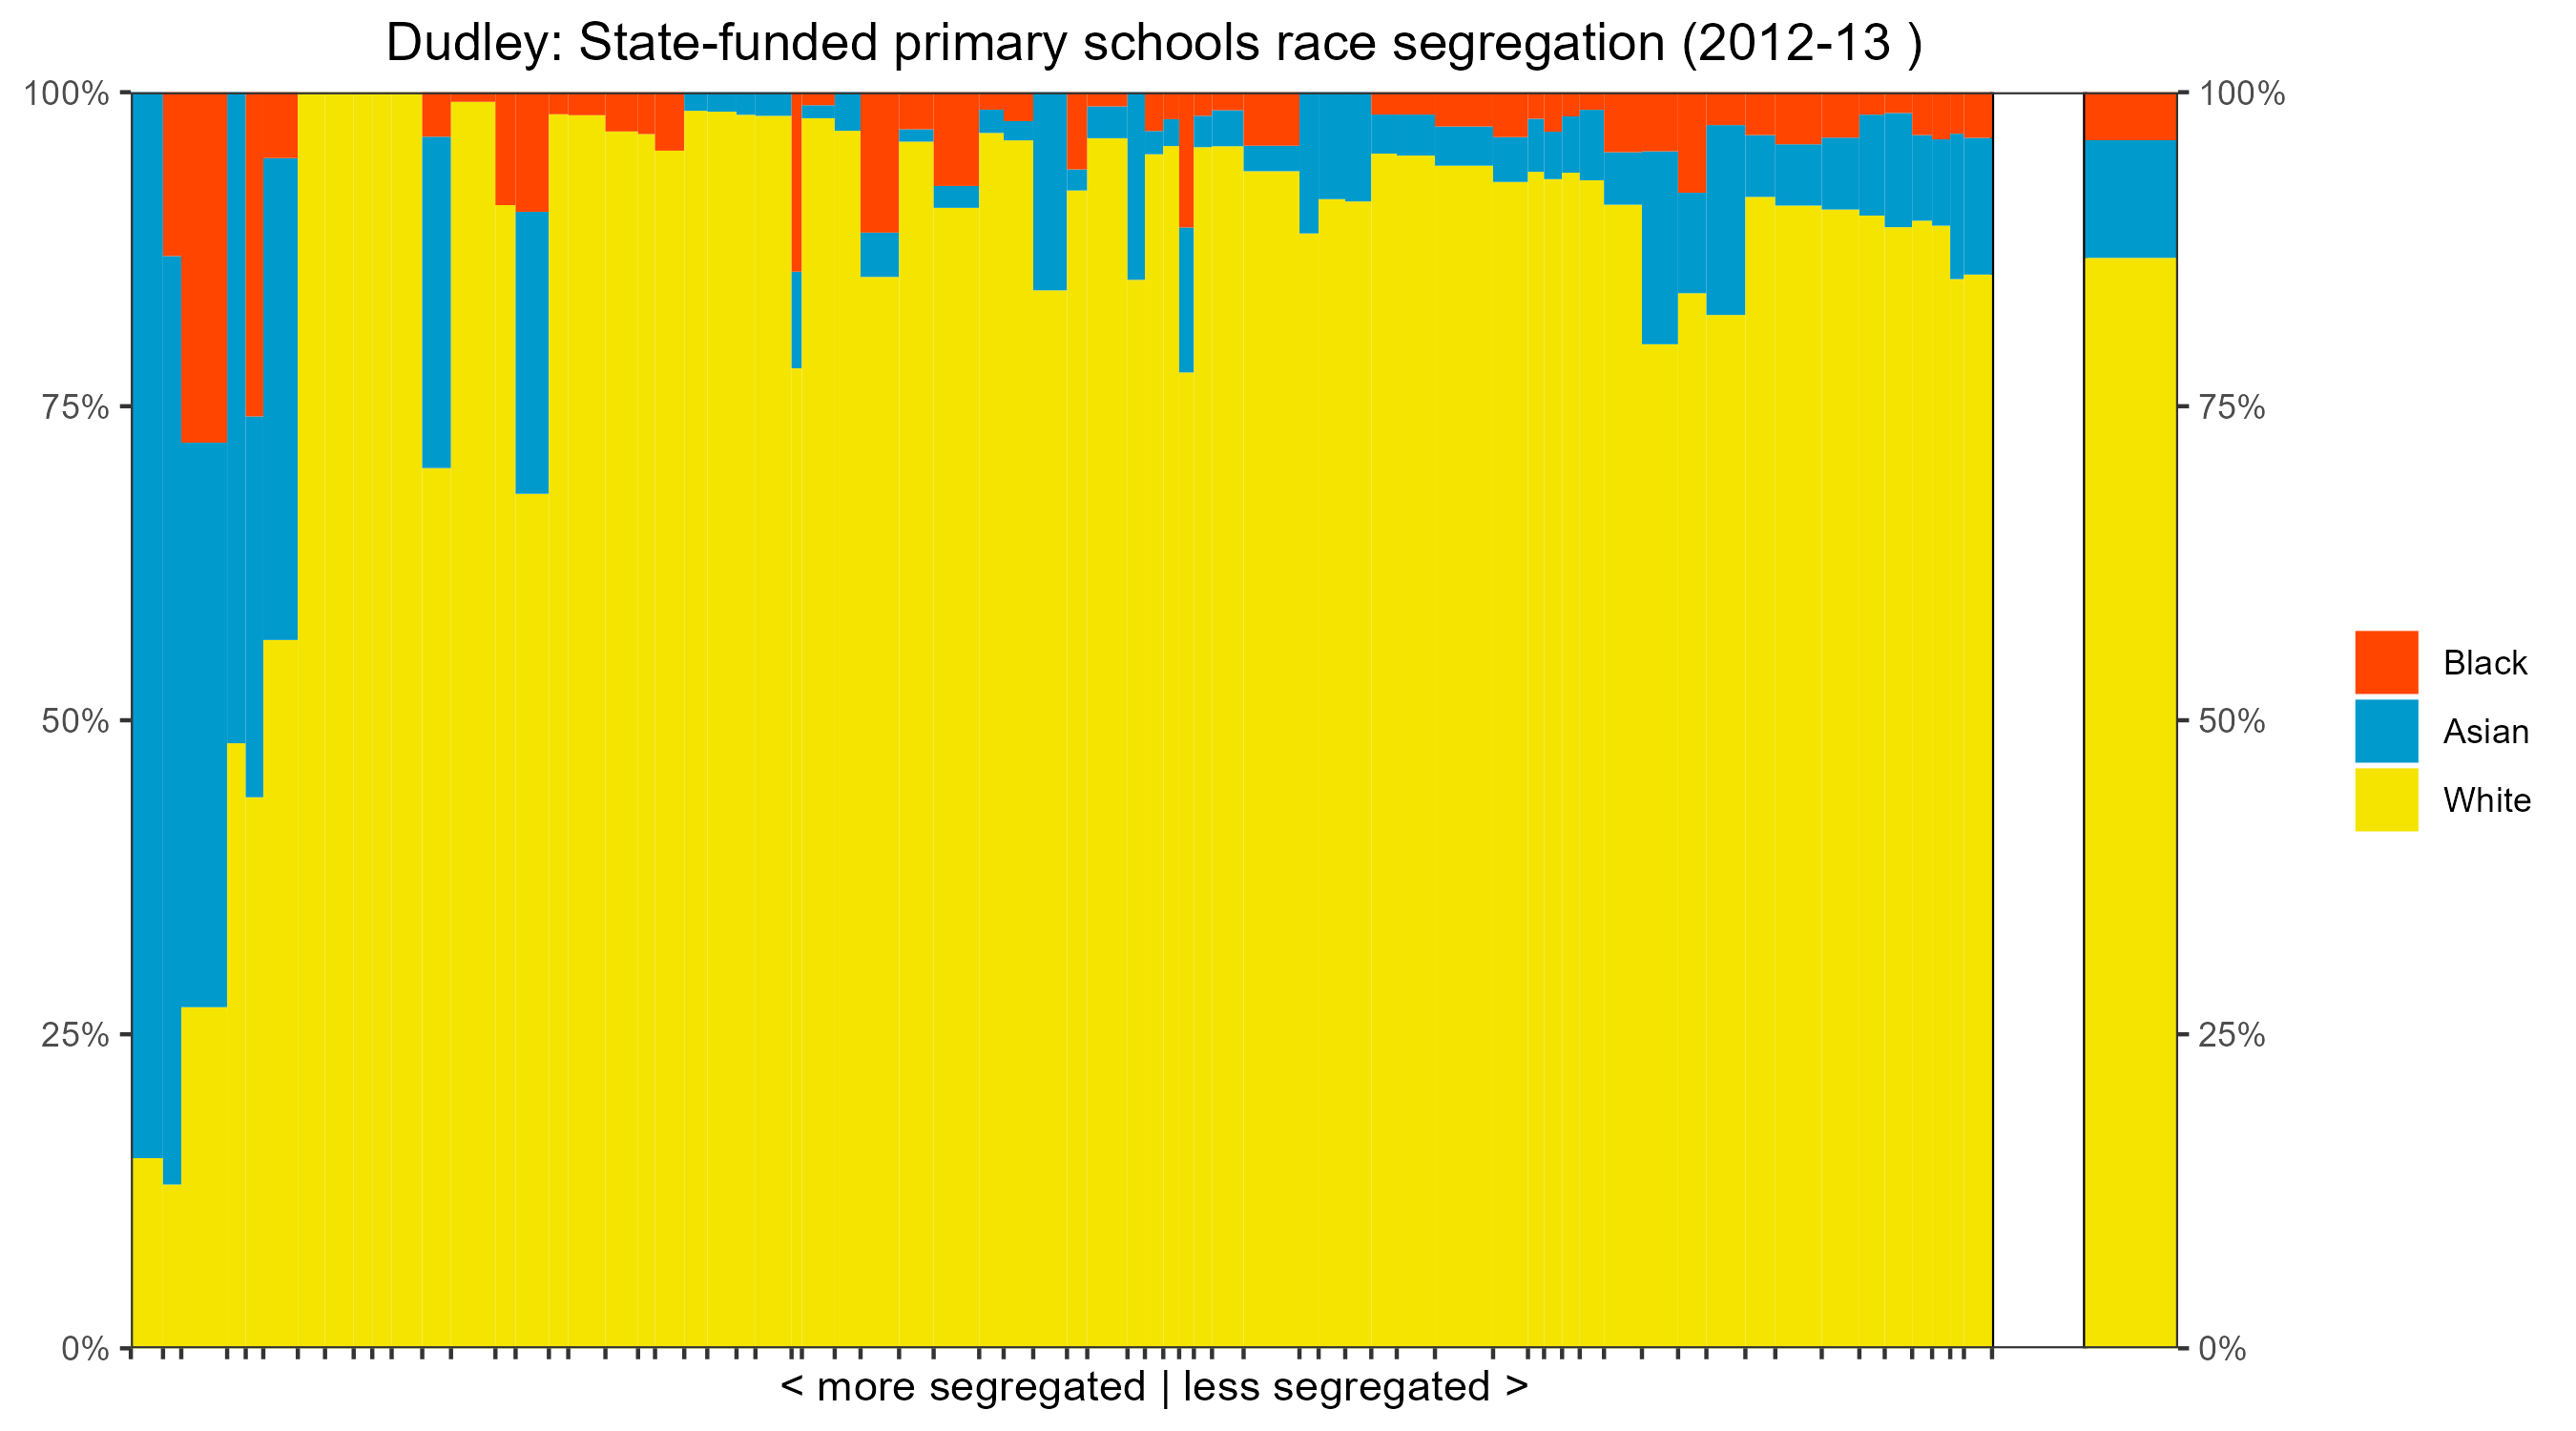 Dudley: State-funded primary schools race segregation (2012-13 )
100%
75%
50%
25%
0%
100%
75%
50%
25%
0%
Black
Asian
White
< more segregated | less segregated >